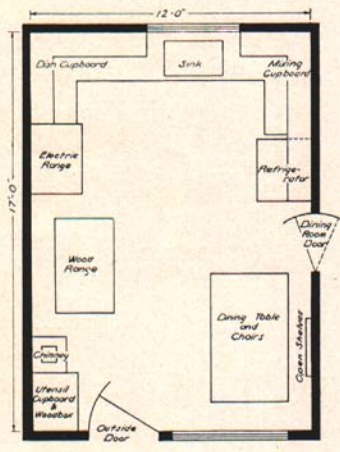 12'-0"
Dish Cupboard
Sink
Mixing
Cupboard
17'-0"
Electric
Range
Refrige-
rator
Dining
Room
Door
Wood
Range
Dining Table
and
Chairs
Open Shelves
Chimney
Utensil
Cupboard
&
Woodbox
Outside
Door